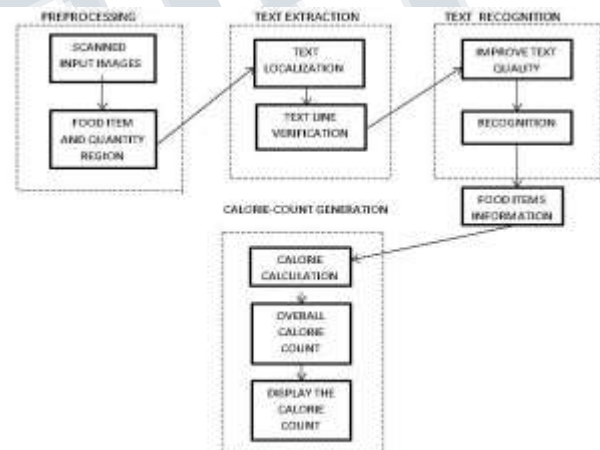 PREPROCESSING
SCANNED
INPUT IMAGES
FOOD ITEM
AND QUANTITY
REGION
TEXT EXTRACTION
TEXT
LOCALIZATION
TEXT LINE
VERIFICATION
TEXT RECOGNITION
IMPROVE TEXT
QUALITY
RECOGNITION
FOOD ITEMS
INFORMATION
CALORIE-COUNT GENERATION
CALORIE
CALCULATION
OVERALL
CALORIE
COUNT
DISPLAY THE
CALORIE
COUNT